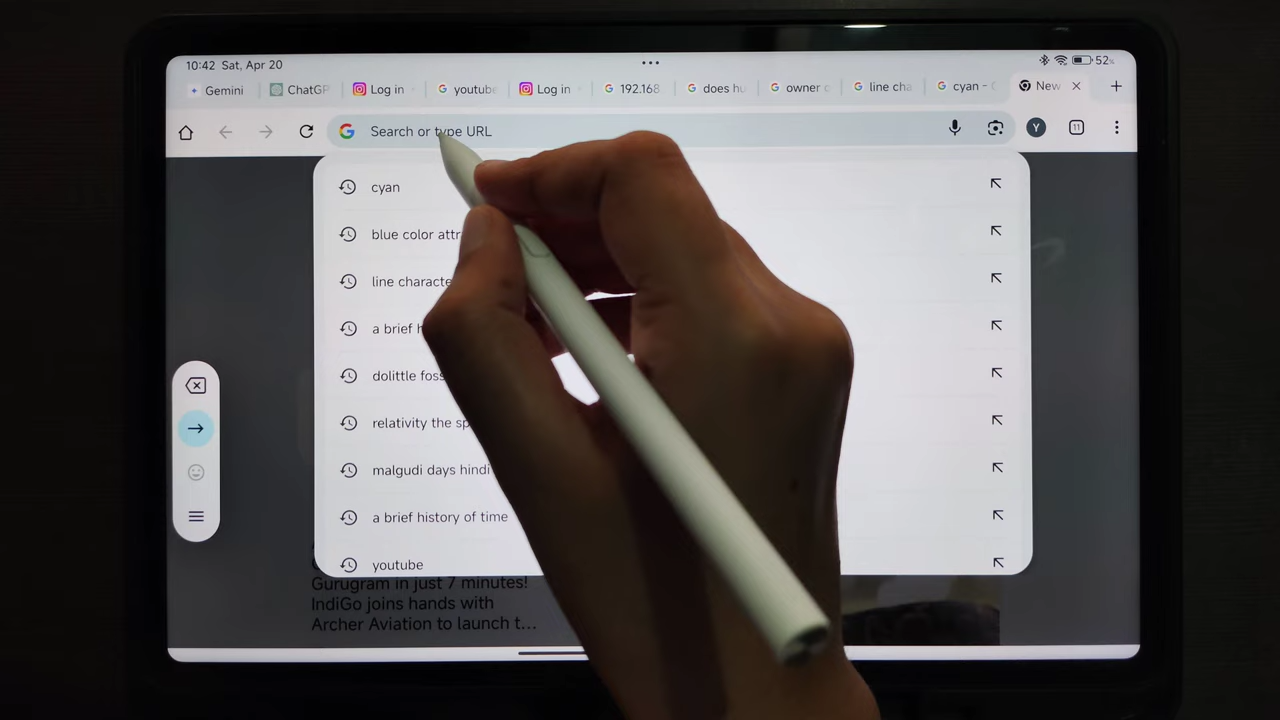 10:42 Sat, Apr 20
52%
Gemini
ChatGP
Log in
youtube
Log in
192.168
does hu
owner o
line cha
cyan -
New
Search or type URL
Y
11
cyan
blue color attr
line characte
a brief h
dolittle foss
relativity the sp
malgudi days hindi
a brief history of time
youtube
Gurugram in just 7 minutes!
IndiGo joins hands with
Archer Aviation to launch t...